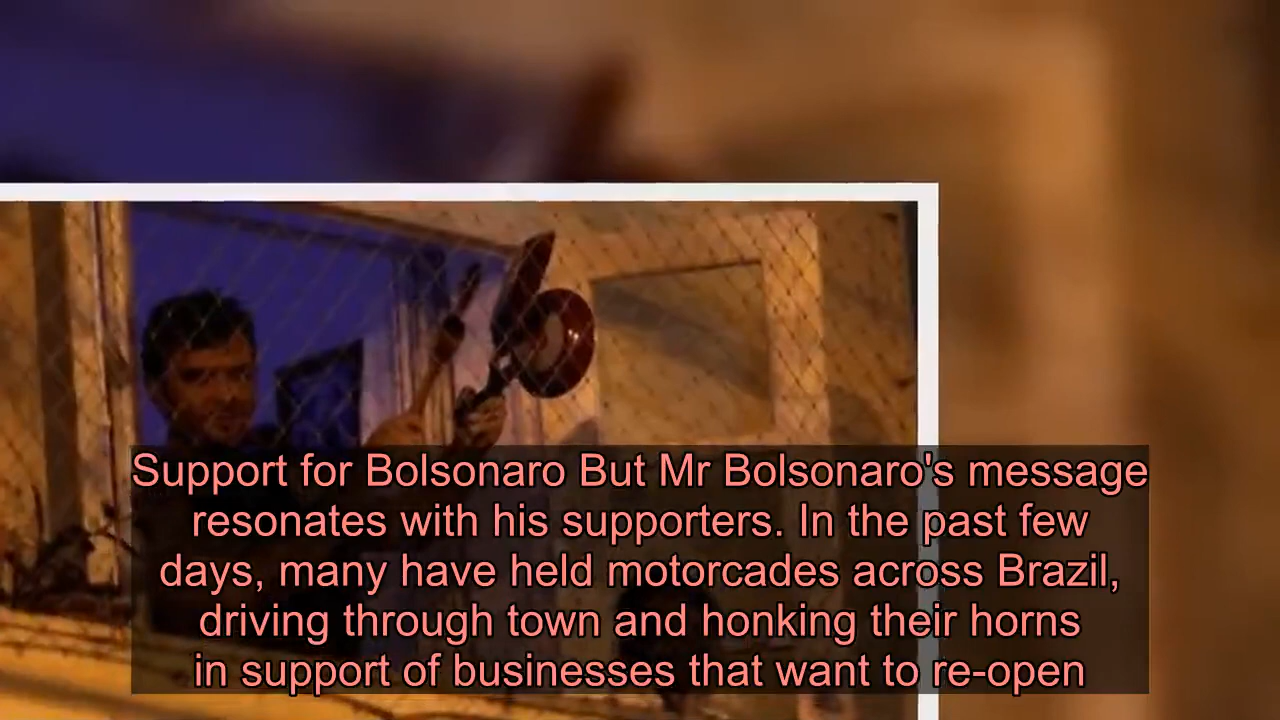 Support for Bolsonaro But Mr Bolsonaro's message
resonates with his supporters. In the past few
days, many have held motorcades across Brazil,
driving through town and honking their horns
in support of businesses that want to re-open